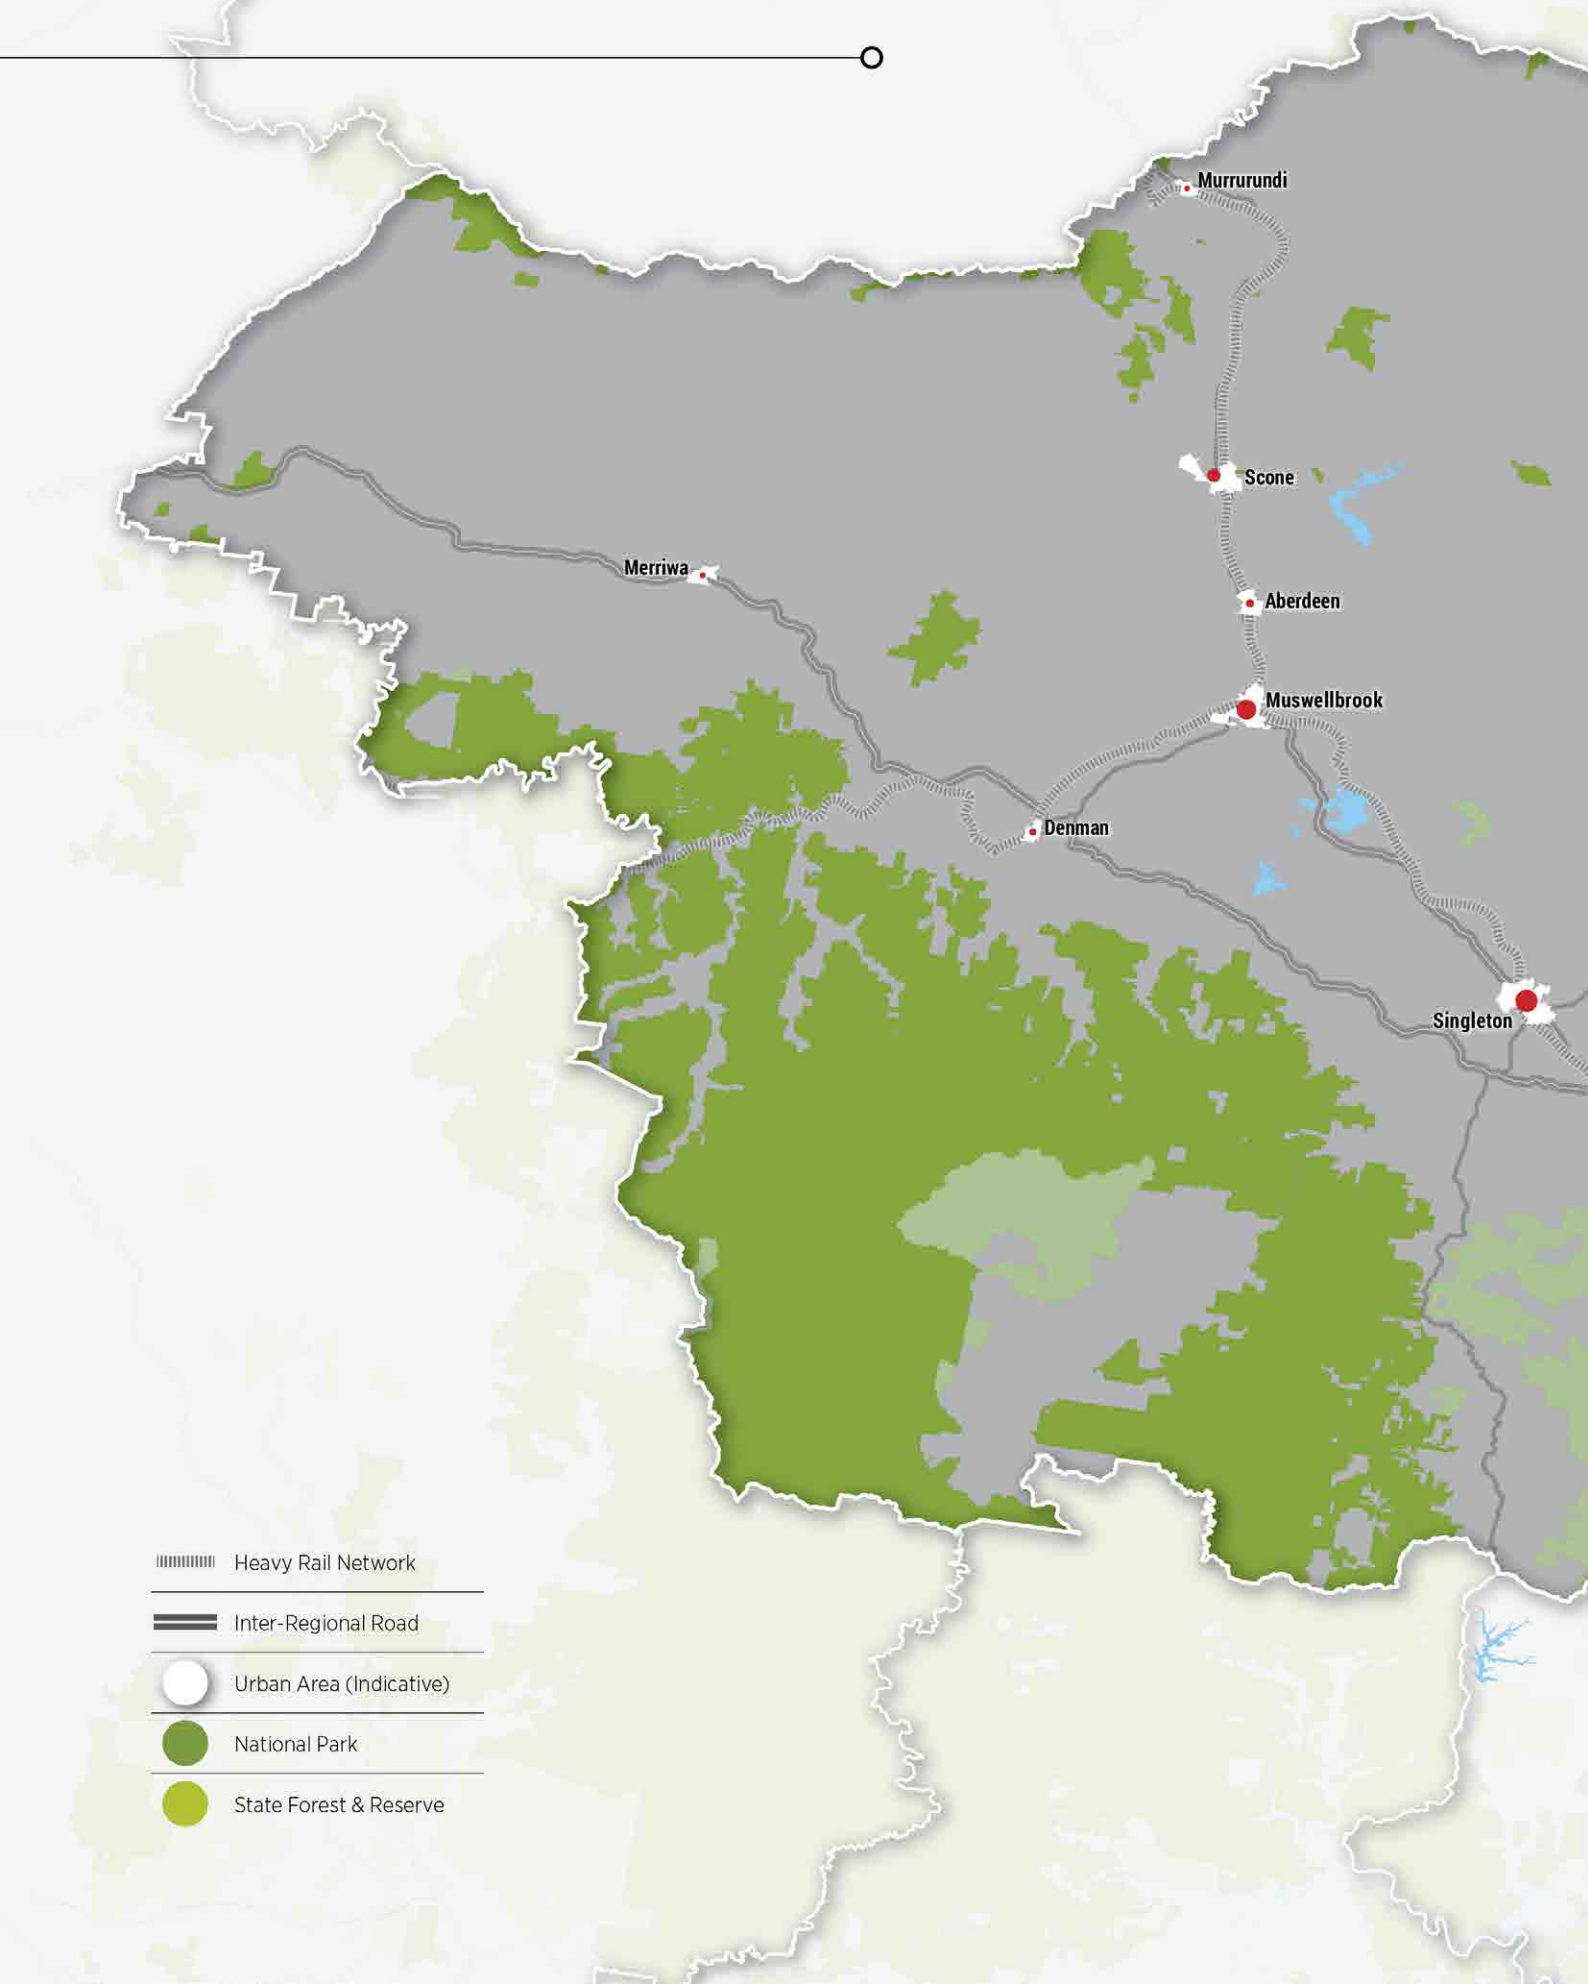 Murrurundi
Scone
Merriwa
Aberdeen
Muswellbrook
Denman
Singleton
Heavy Rail Network
Inter-Regional Road
Urban Area (Indicative)
National Park
State Forest & Reserve